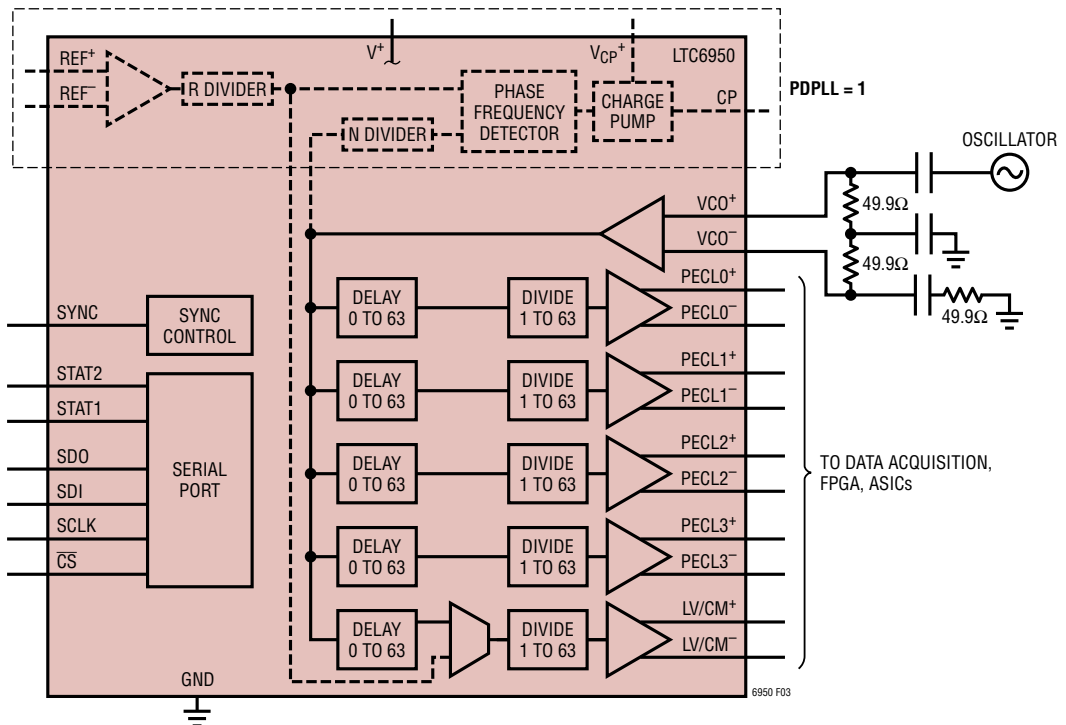 V⁺
V_CP⁺
LTC6950
REF⁺
REF⁻
R DIVIDER
N DIVIDER
PHASE
FREQUENCY
DETECTOR
CHARGE
PUMP
CP
PDPLL = 1
OSCILLATOR
VCO⁺
VCO⁻
49.9Ω
49.9Ω
49.9Ω
SYNC
SYNC
CONTROL
STAT2
STAT1
SDO
SDI
SCLK
C̅S̅
SERIAL
PORT
DELAY
0 TO 63
DIVIDE
1 TO 63
PECL0⁺
PECL0⁻
DELAY
0 TO 63
DIVIDE
1 TO 63
PECL1⁺
PECL1⁻
DELAY
0 TO 63
DIVIDE
1 TO 63
PECL2⁺
PECL2⁻
DELAY
0 TO 63
DIVIDE
1 TO 63
PECL3⁺
PECL3⁻
DELAY
0 TO 63
DIVIDE
1 TO 63
LV/CM⁺
LV/CM⁻
TO DATA ACQUISITION,
FPGA, ASICs
GND
6950 F03